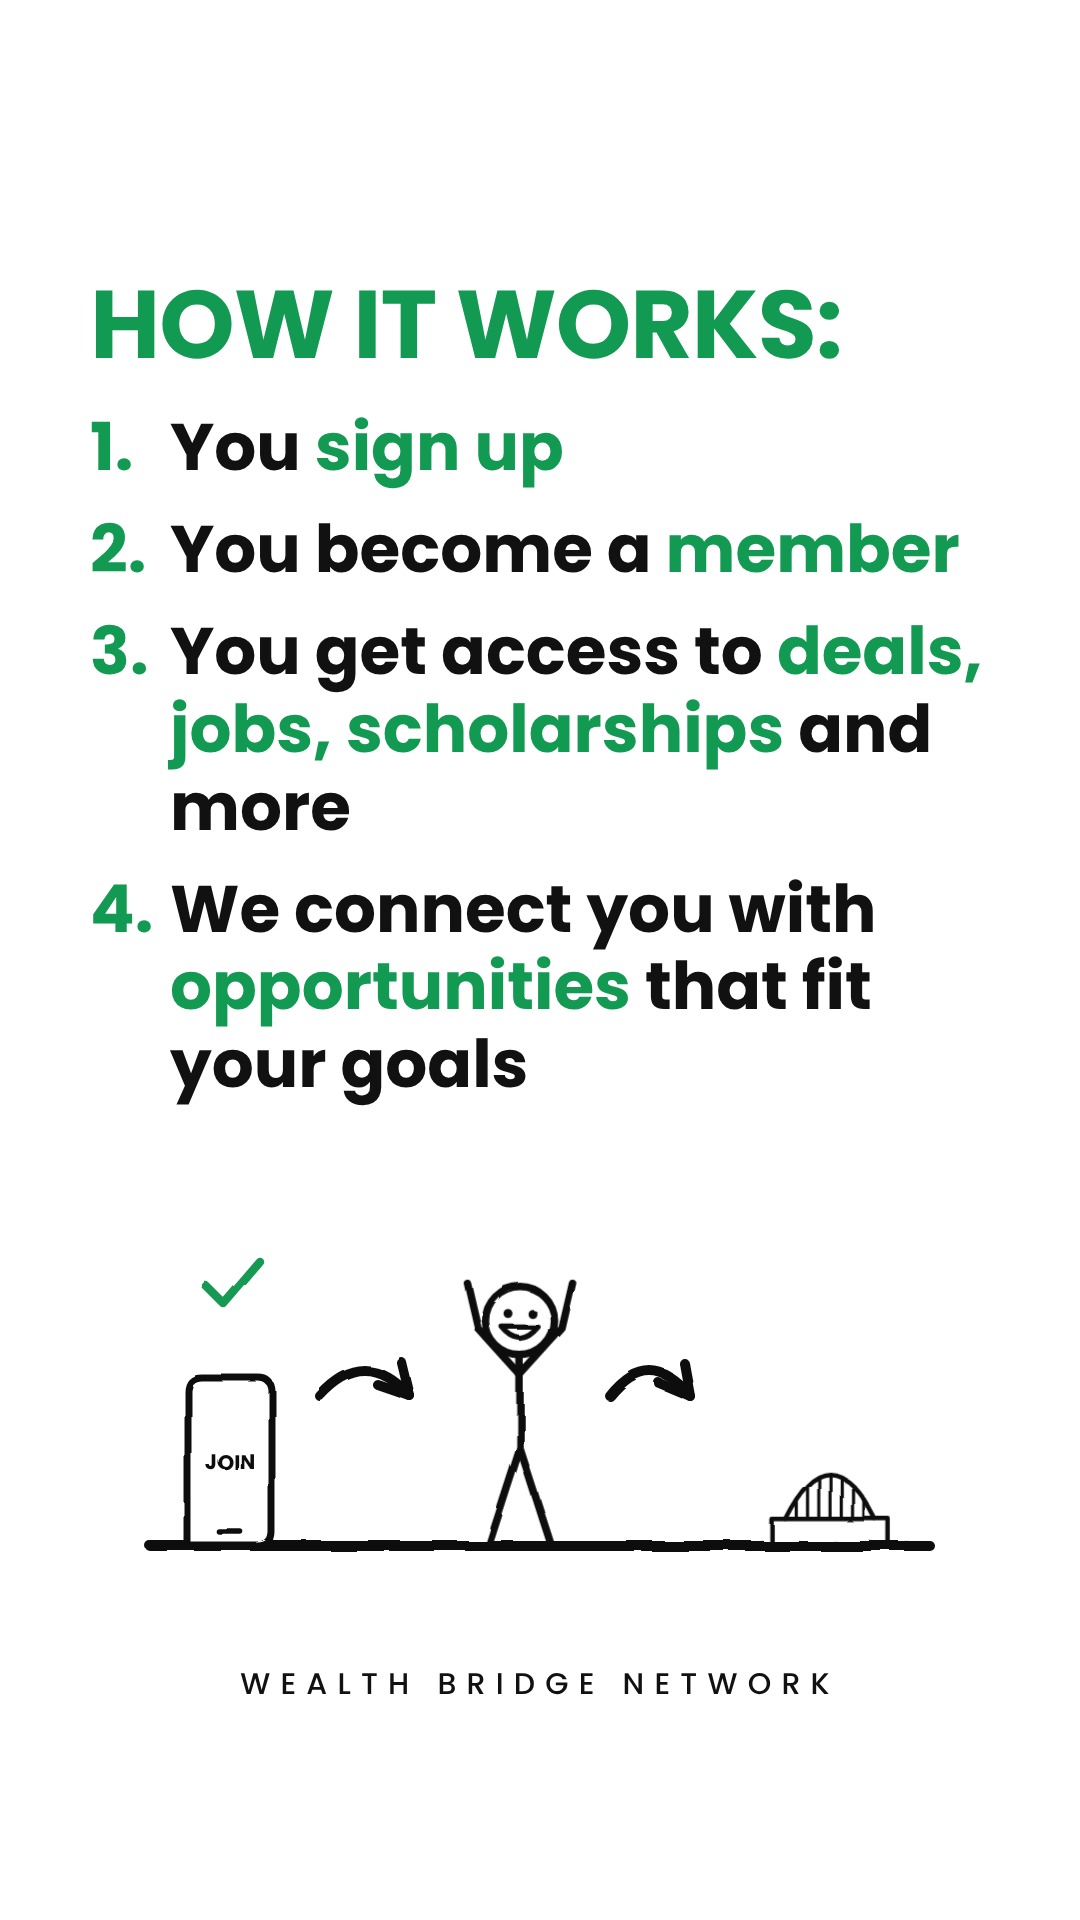 HOW IT WORKS:
1. You sign up
2. You become a member
3. You get access to deals,
jobs, scholarships and
more
4. We connect you with
opportunities that fit
your goals
JOIN
WEALTH BRIDGE NETWORK